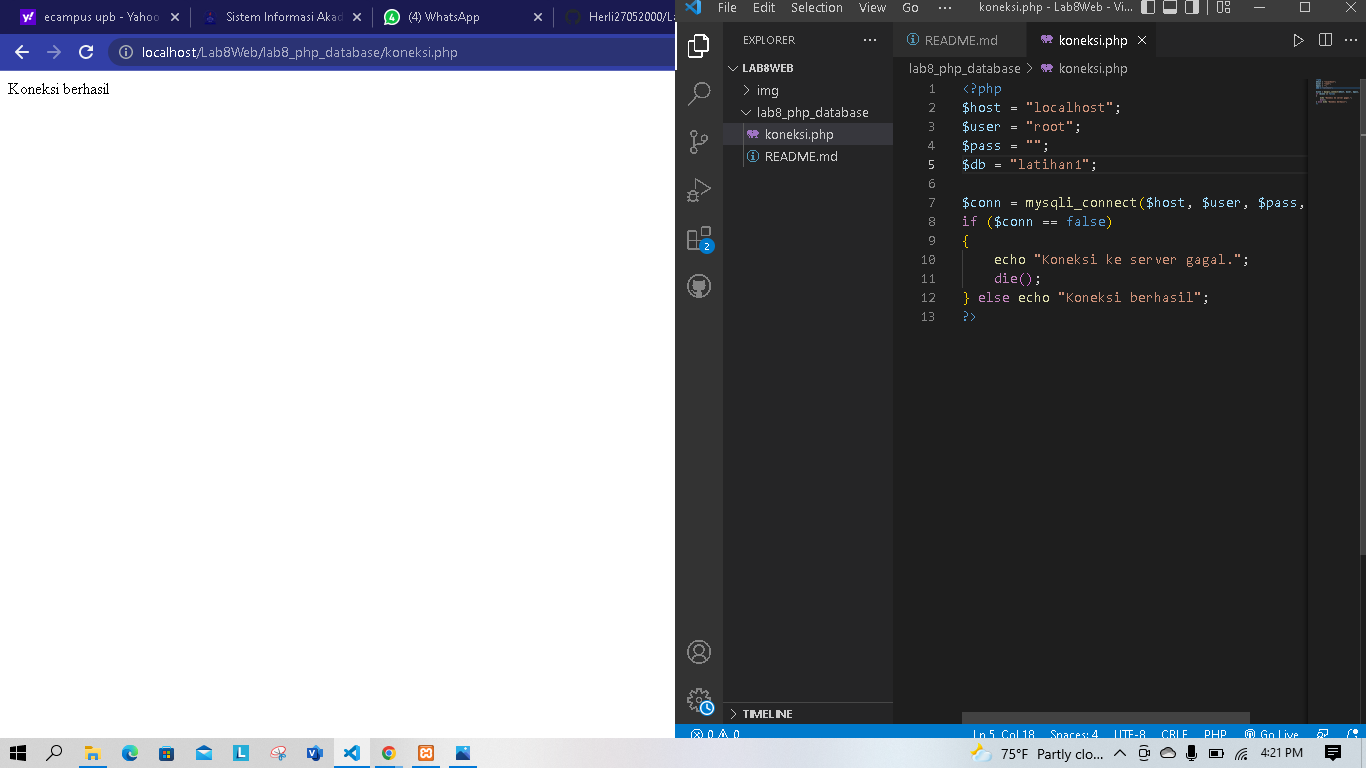 ecampus upb - Yahoo
Sistem Informasi Akad
(4) WhatsApp
Herli27052000/La
localhost/Lab8Web/lab8_php_database/koneksi.php
Koneksi berhasil
File Edit Selection View Go ··· koneksi.php - Lab8Web - Vi...
EXPLORER
LAB8WEB
img
lab8_php_database
koneksi.php
README.md
TIMELINE
2
README.md
koneksi.php
lab8_php_database > koneksi.php
1 <?php
2 $host = "localhost";
3 $user = "root";
4 $pass = "";
5 $db = "latihan1";
6
7 $conn = mysqli_connect($host, $user, $pass,
8 if ($conn == false)
9 {
10 echo "Koneksi ke server gagal.";
11 die();
12 } else echo "Koneksi berhasil";
13 ?>
0 0 Ln 5, Col 18 Spaces: 4 UTF-8 CRLF PHP Go Live
75°F Partly clo... 4:21 PM